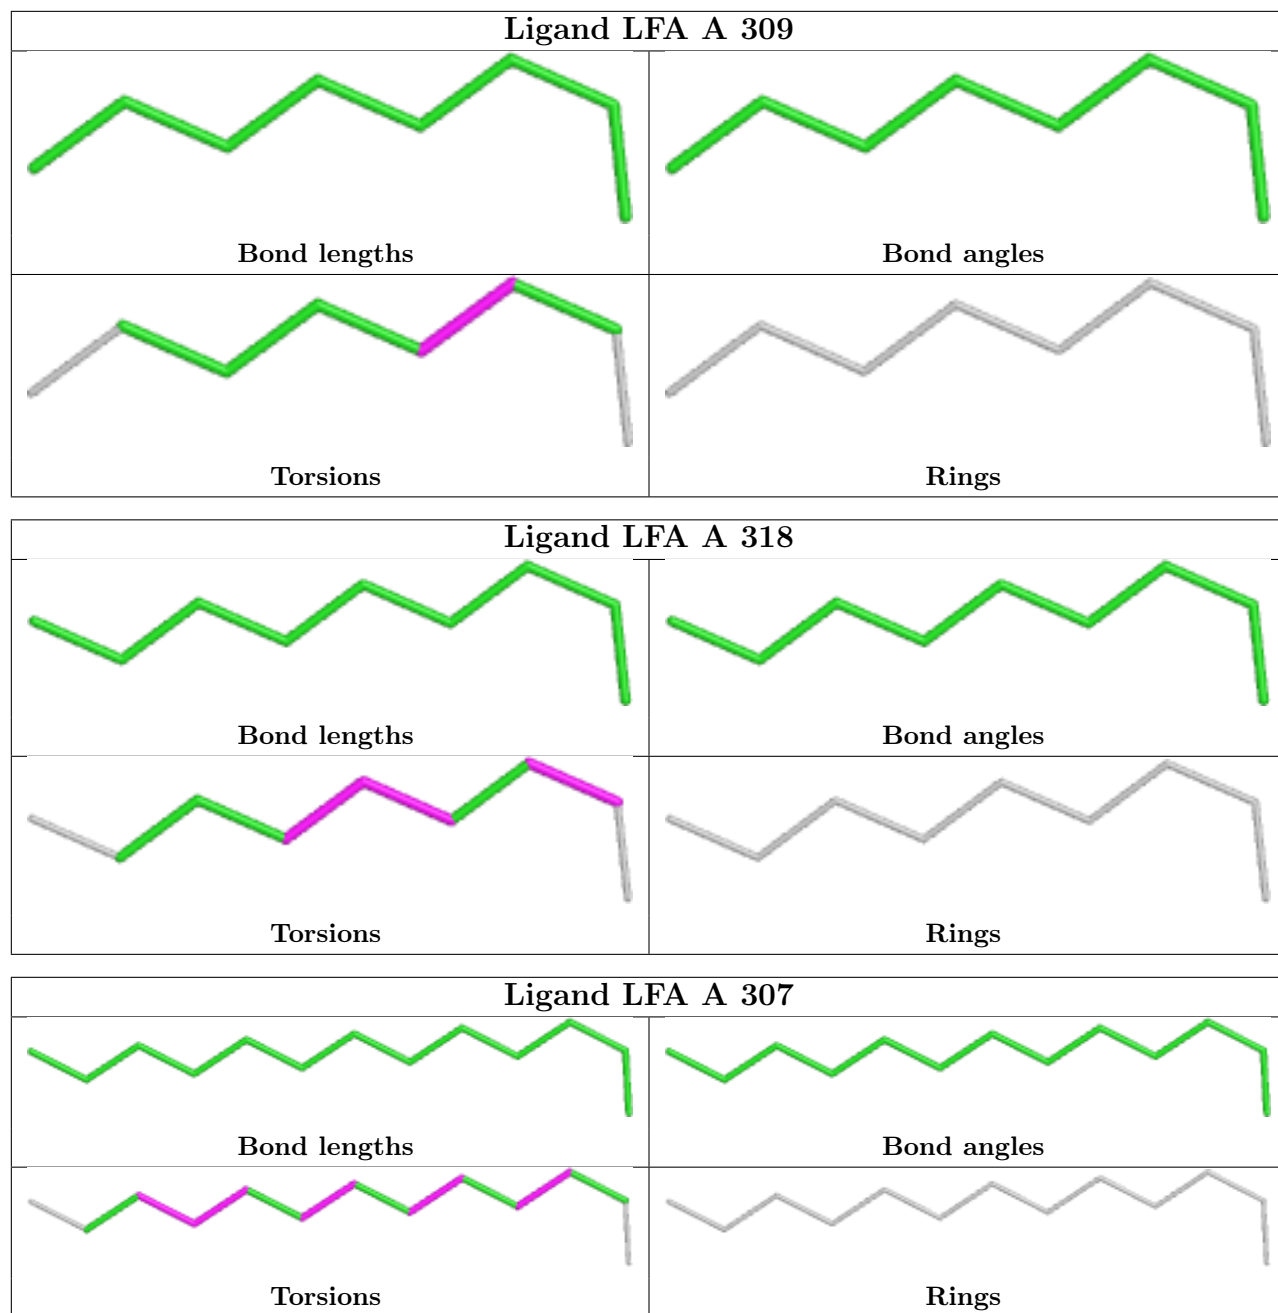 Ligand LFA A 309
Bond lengths
Bond angles
Torsions
Rings
Ligand LFA A 318
Bond lengths
Bond angles
Torsions
Rings
Ligand LFA A 307
Bond lengths
Bond angles
Torsions
Rings